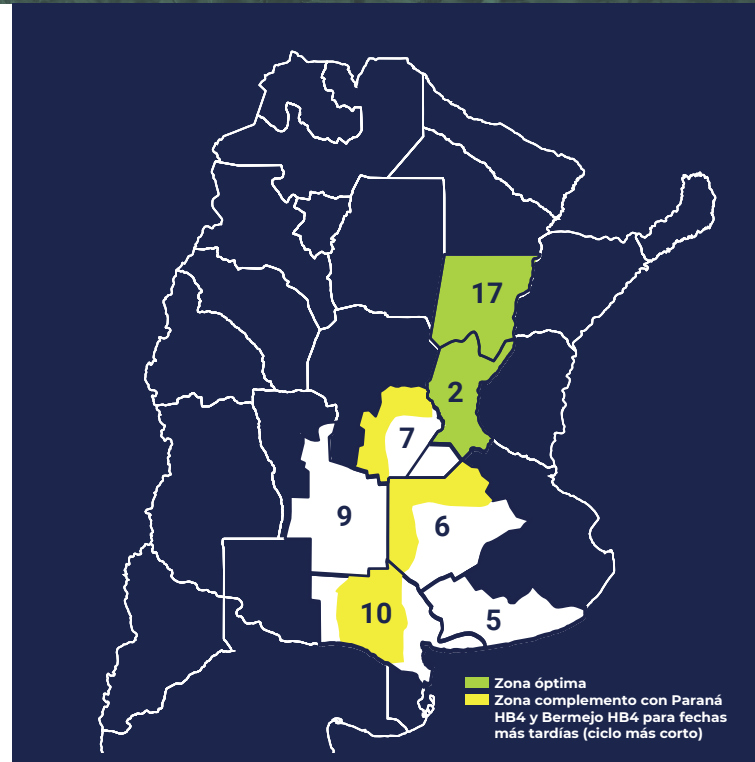 17
2
7
9
6
10
5
Zona óptima
Zona complemento con Paraná
HB4 y Bermejo HB4 para fechas
más tardías (ciclo más corto)